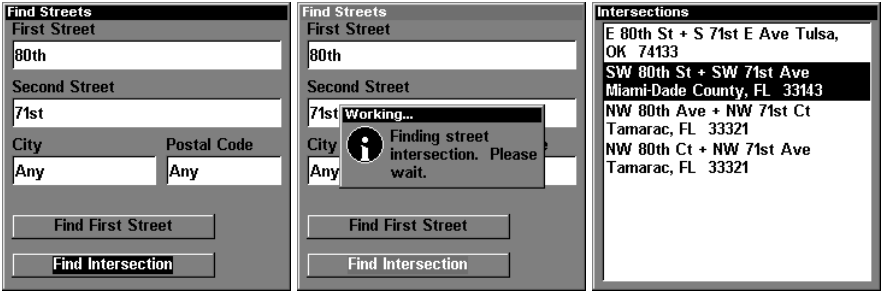 Find Streets
First Street
80th
Second Street
71st
City Postal Code
Any Any
Find First Street
Find Intersection
Find Streets
First Street
80th
Second Street
71st
Working...
Finding street
intersection. Please
wait.
City e
Any
Find First Street
Find Intersection
Intersections
E 80th St + S 71st E Ave Tulsa,
OK 74133
SW 80th St + SW 71st Ave
Miami-Dade County, FL 33143
NW 80th Ave + NW 71st Ct
Tamarac, FL 33321
NW 80th Ct + NW 71st Ave
Tamarac, FL 33321